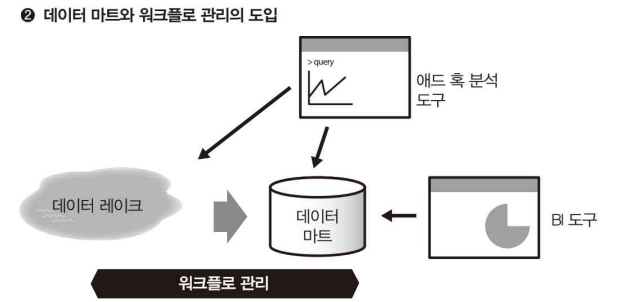 ❷ 데이터 마트와 워크플로 관리의 도입
> query
애드 혹 분석
도구
데이터 레이크
데이터
마트
BI 도구
워크플로 관리